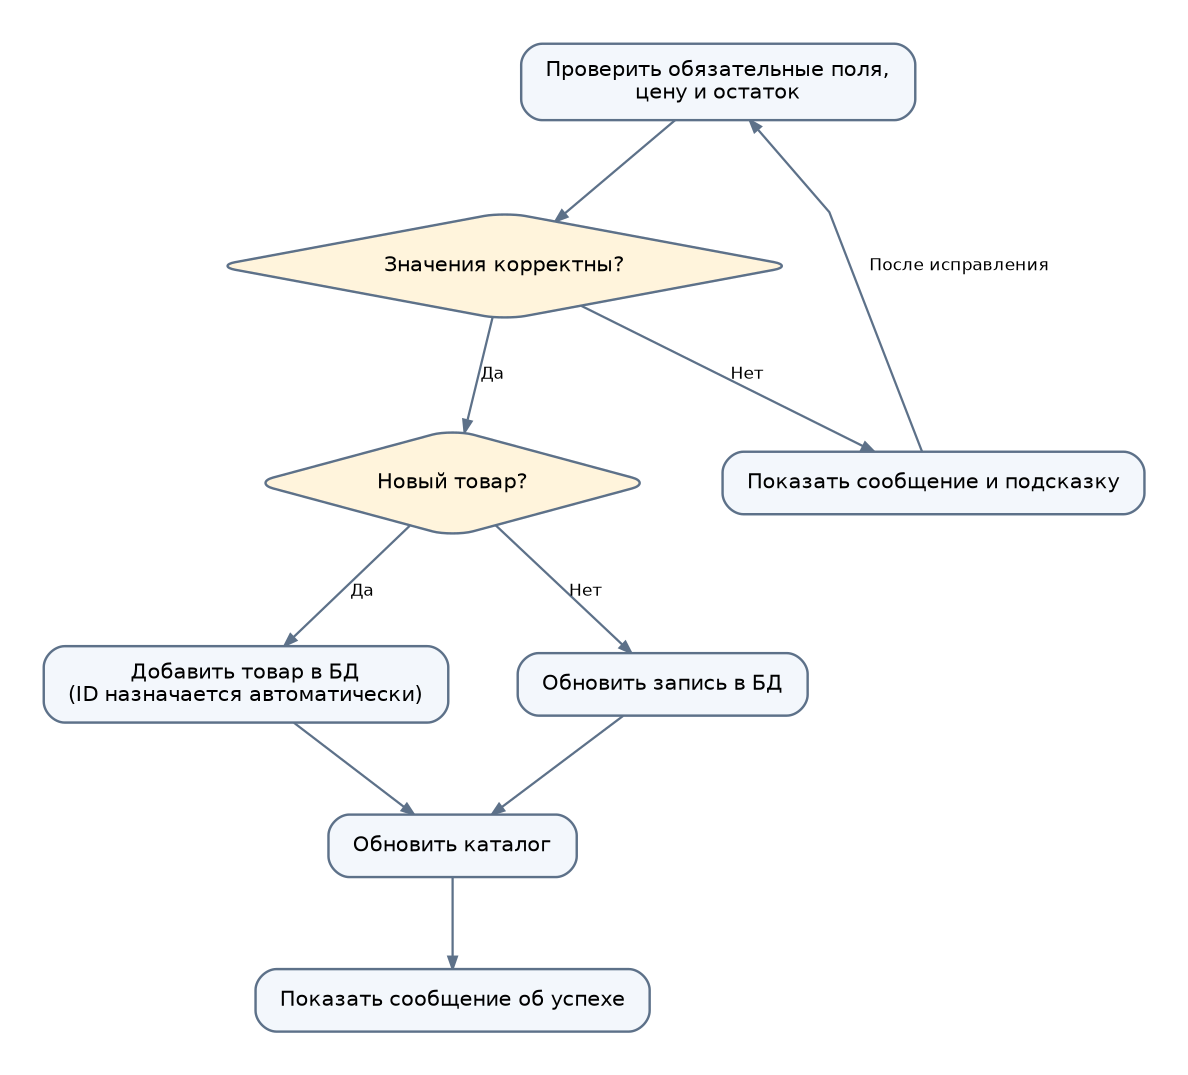 Проверить обязательные поля,
цену и остаток
Значения корректны?
После исправления
Да
Нет
Новый товар?
Показать сообщение и подсказку
Да
Нет
Добавить товар в БД
(ID назначается автоматически)
Обновить запись в БД
Обновить каталог
Показать сообщение об успехе